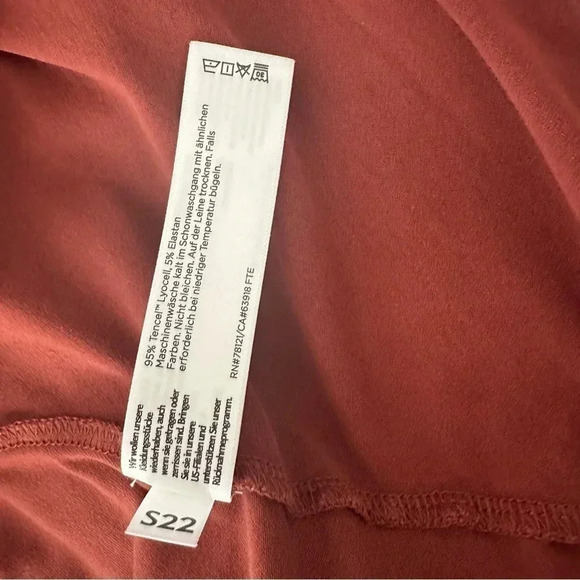 95% Tencel™ Lyocell, 5% Elastan
Maschinenwäsche kalt im Schonwaschgang mit ähnlichen
Farben. Nicht bleichen. Auf der Leine trocknen. Falls
erforderlich bei niedriger Temperatur bügeln.
RN#78121/CA#63918 FTE
Wir wollen unsere
Kleidungsstücke
wiederhaben, auch
wenn sie getragen oder
zerrissen sind. Bringen
Sie sie in unsere
US-Filialen und
unterstützen Sie unser
Rücknahmeprogramm.
S22